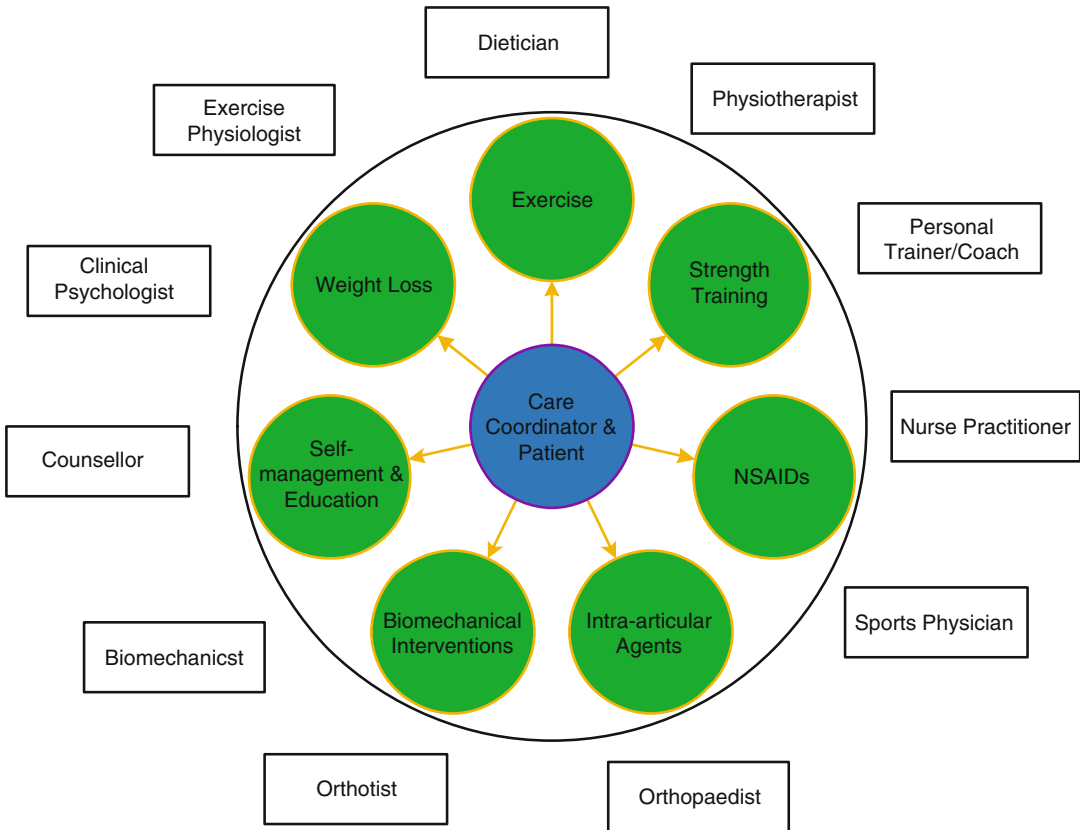 Dietician
Physiotherapist
Exercise
Physiologist
Exercise
Personal
Trainer/Coach
Clinical
Psychologist
Weight Loss
Strength
Training
Care
Coordinator &
Patient
Nurse Practitioner
Counsellor
Self-
management &
Education
NSAIDs
Biomechanical
Interventions
Intra-articular
Agents
Sports Physician
Biomechanicst
Orthotist
Orthopaedist